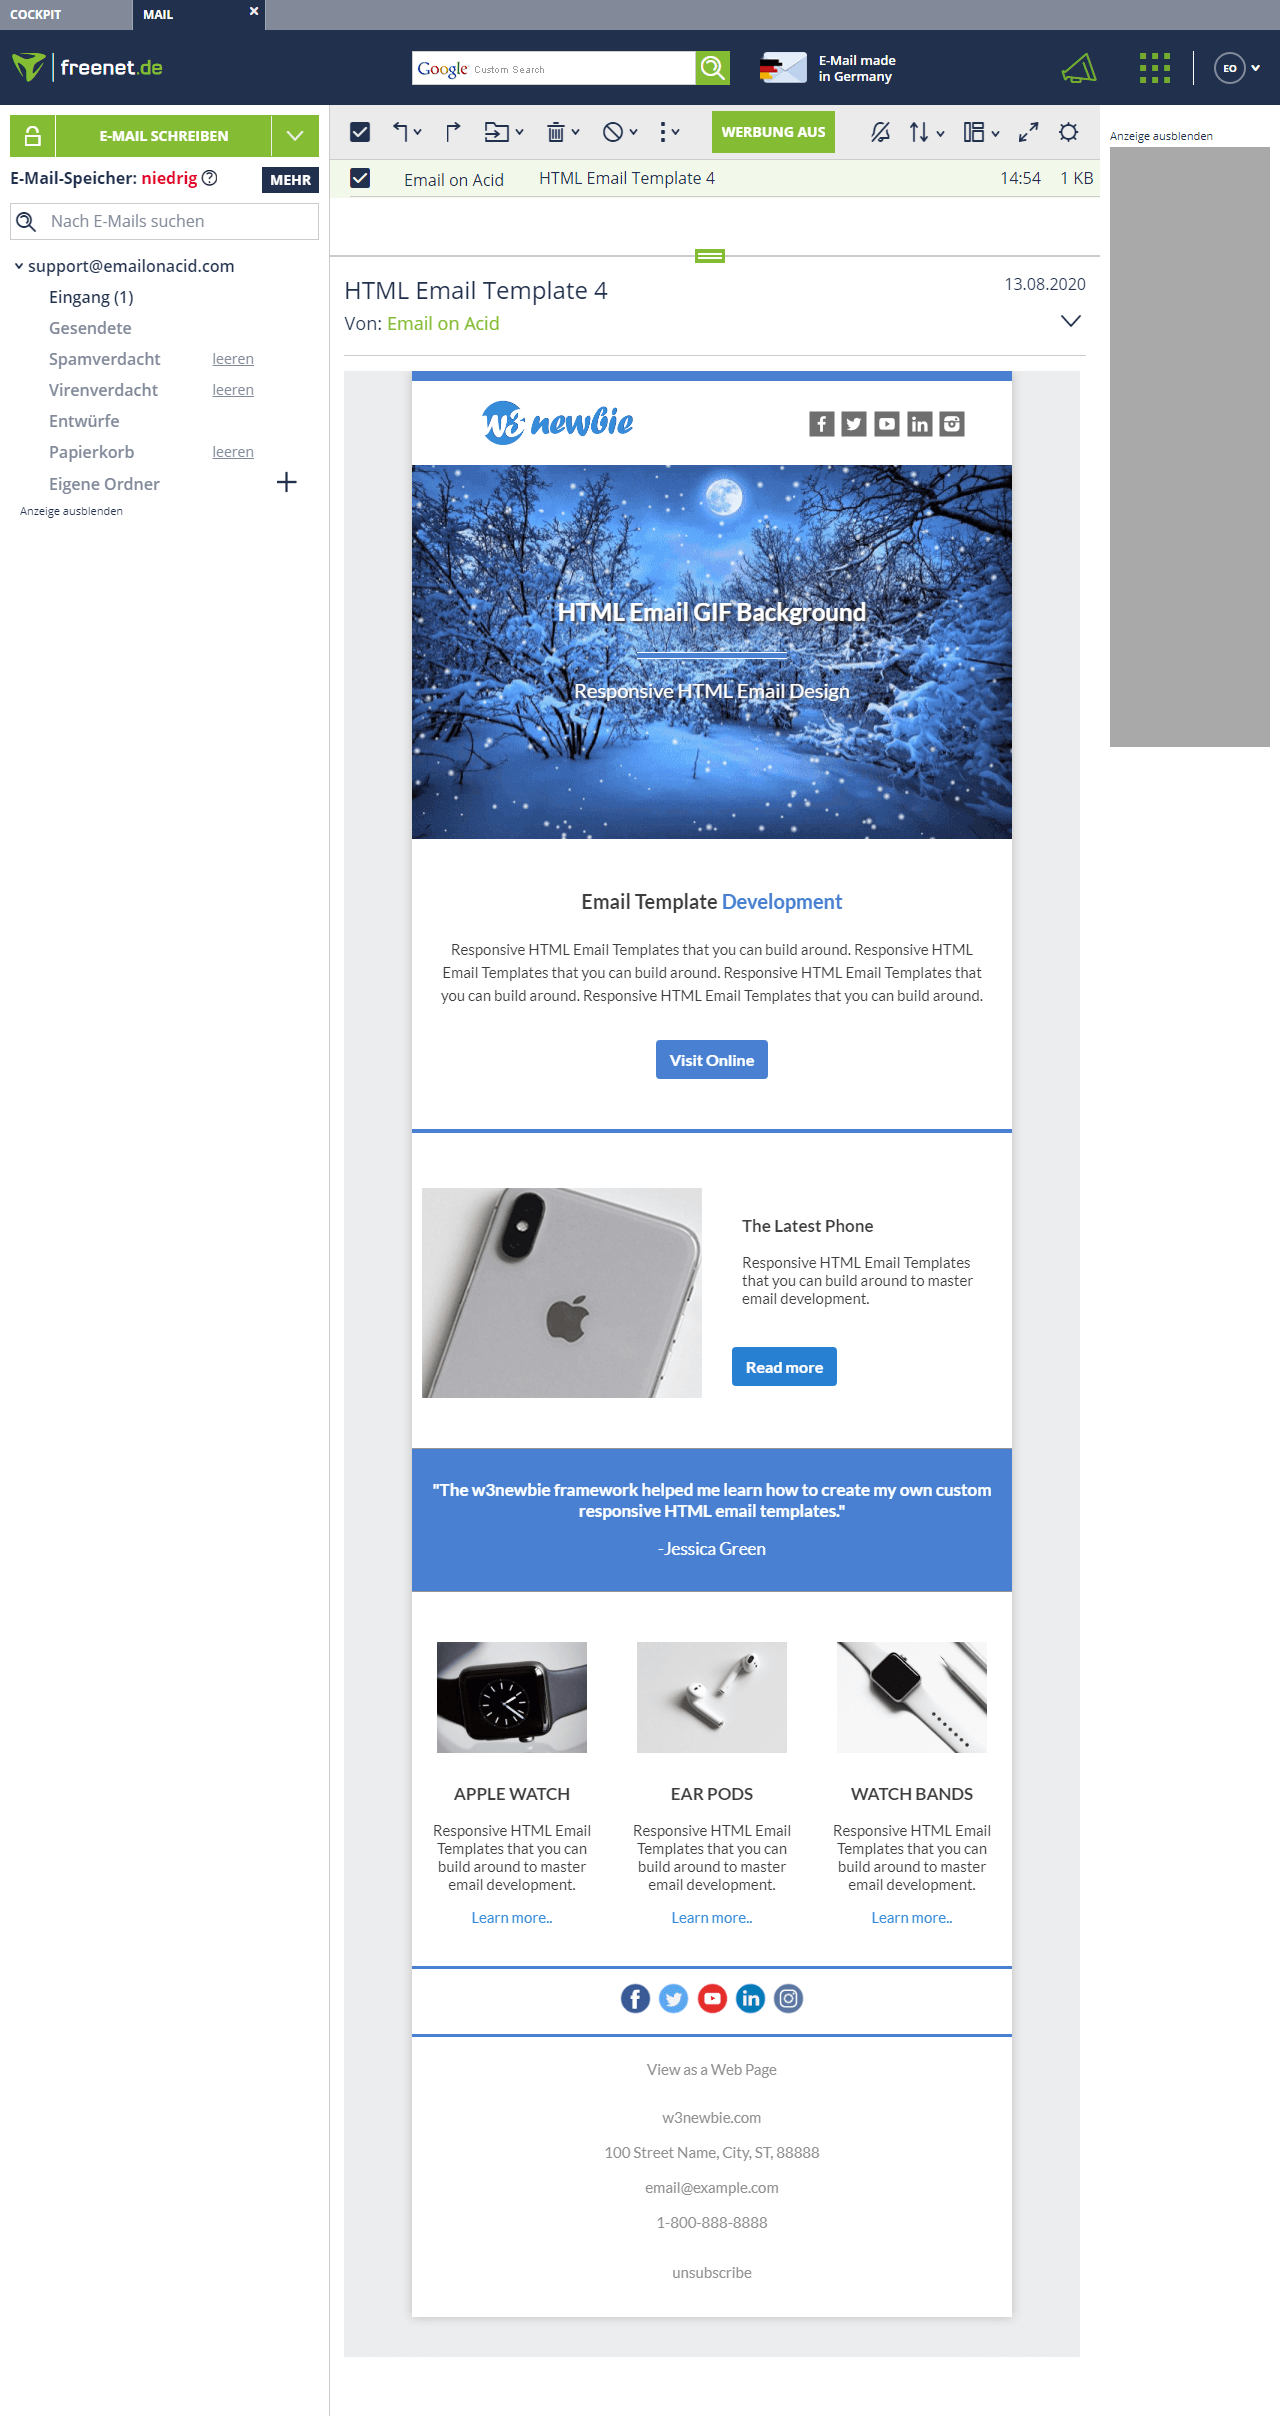 COCKPIT
MAIL
freenet.de
Google Custom Search
E-Mail made
in Germany
EO
E-MAIL SCHREIBEN
WERBUNG AUS
Anzeige ausblenden
E-Mail-Speicher: niedrig
MEHR
Email on Acid
HTML Email Template 4
14:54
1 KB
Nach E-Mails suchen
support@emailonacid.com
Eingang (1)
Gesendete
Spamverdacht leeren
Virenverdacht leeren
Entwürfe
Papierkorb leeren
Eigene Ordner
Anzeige ausblenden
HTML Email Template 4
13.08.2020
Von: Email on Acid
w3 newbie
HTML Email GIF Background
Responsive HTML Email Design
Email Template Development
Responsive HTML Email Templates that you can build around. Responsive HTML
Email Templates that you can build around. Responsive HTML Email Templates that
you can build around. Responsive HTML Email Templates that you can build around.
Visit Online
The Latest Phone
Responsive HTML Email Templates
that you can build around to master
email development.
Read more
"The w3newbie framework helped me learn how to create my own custom
responsive HTML email templates."
-Jessica Green
APPLE WATCH
Responsive HTML Email
Templates that you can
build around to master
email development.
Learn more..
EAR PODS
Responsive HTML Email
Templates that you can
build around to master
email development.
Learn more..
WATCH BANDS
Responsive HTML Email
Templates that you can
build around to master
email development.
Learn more..
View as a Web Page
w3newbie.com
100 Street Name, City, ST, 88888
email@example.com
1-800-888-8888
unsubscribe